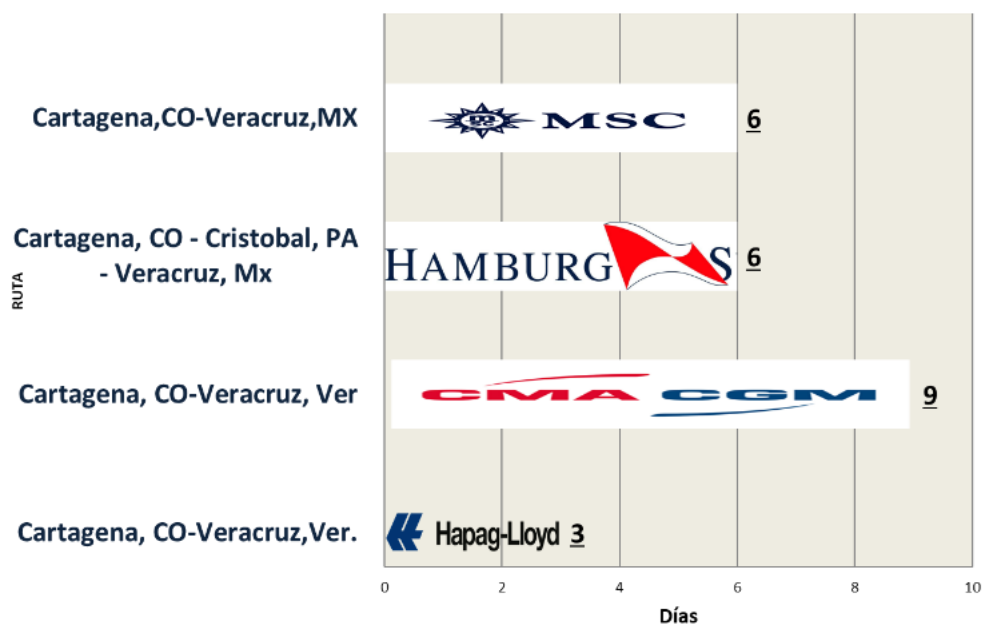 Cartagena,CO-Veracruz,MX
MSC
MSC
6
Cartagena, CO - Cristobal, PA
- Veracruz, Mx
HAMBURG S
6
RUTA
Cartagena, CO-Veracruz, Ver
CMA CGM
9
Cartagena, CO-Veracruz,Ver.
Hapag-Lloyd
3
0 2 4 6 8 10
Días